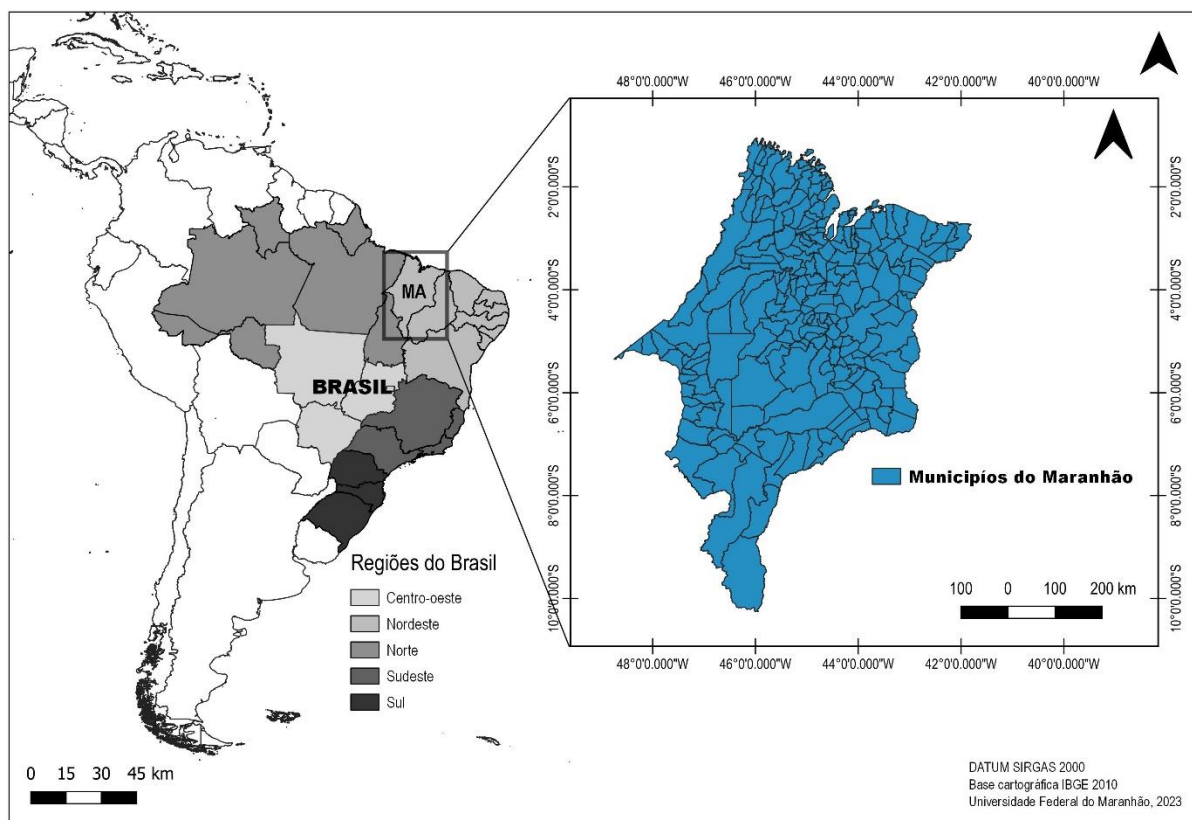 MA
BRASIL
Regiões do Brasil
Centro-oeste
Nordeste
Norte
Sudeste
Sul
0 15 30 45 km
48°0'0.000"W 46°0'0.000"W 44°0'0.000"W 42°0'0.000"W 40°0'0.000"W
2°0'0.000"S
4°0'0.000"S
6°0'0.000"S
8°0'0.000"S
10°0'0.000"S
2°0'0.000"S
4°0'0.000"S
6°0'0.000"S
8°0'0.000"S
10°0'0.000"S
Municipíos do Maranhão
100 0 100 200 km
48°0'0.000"W 46°0'0.000"W 44°0'0.000"W 42°0'0.000"W 40°0'0.000"W
DATUM SIRGAS 2000
Base cartográfica IBGE 2010
Universidade Federal do Maranhão, 2023